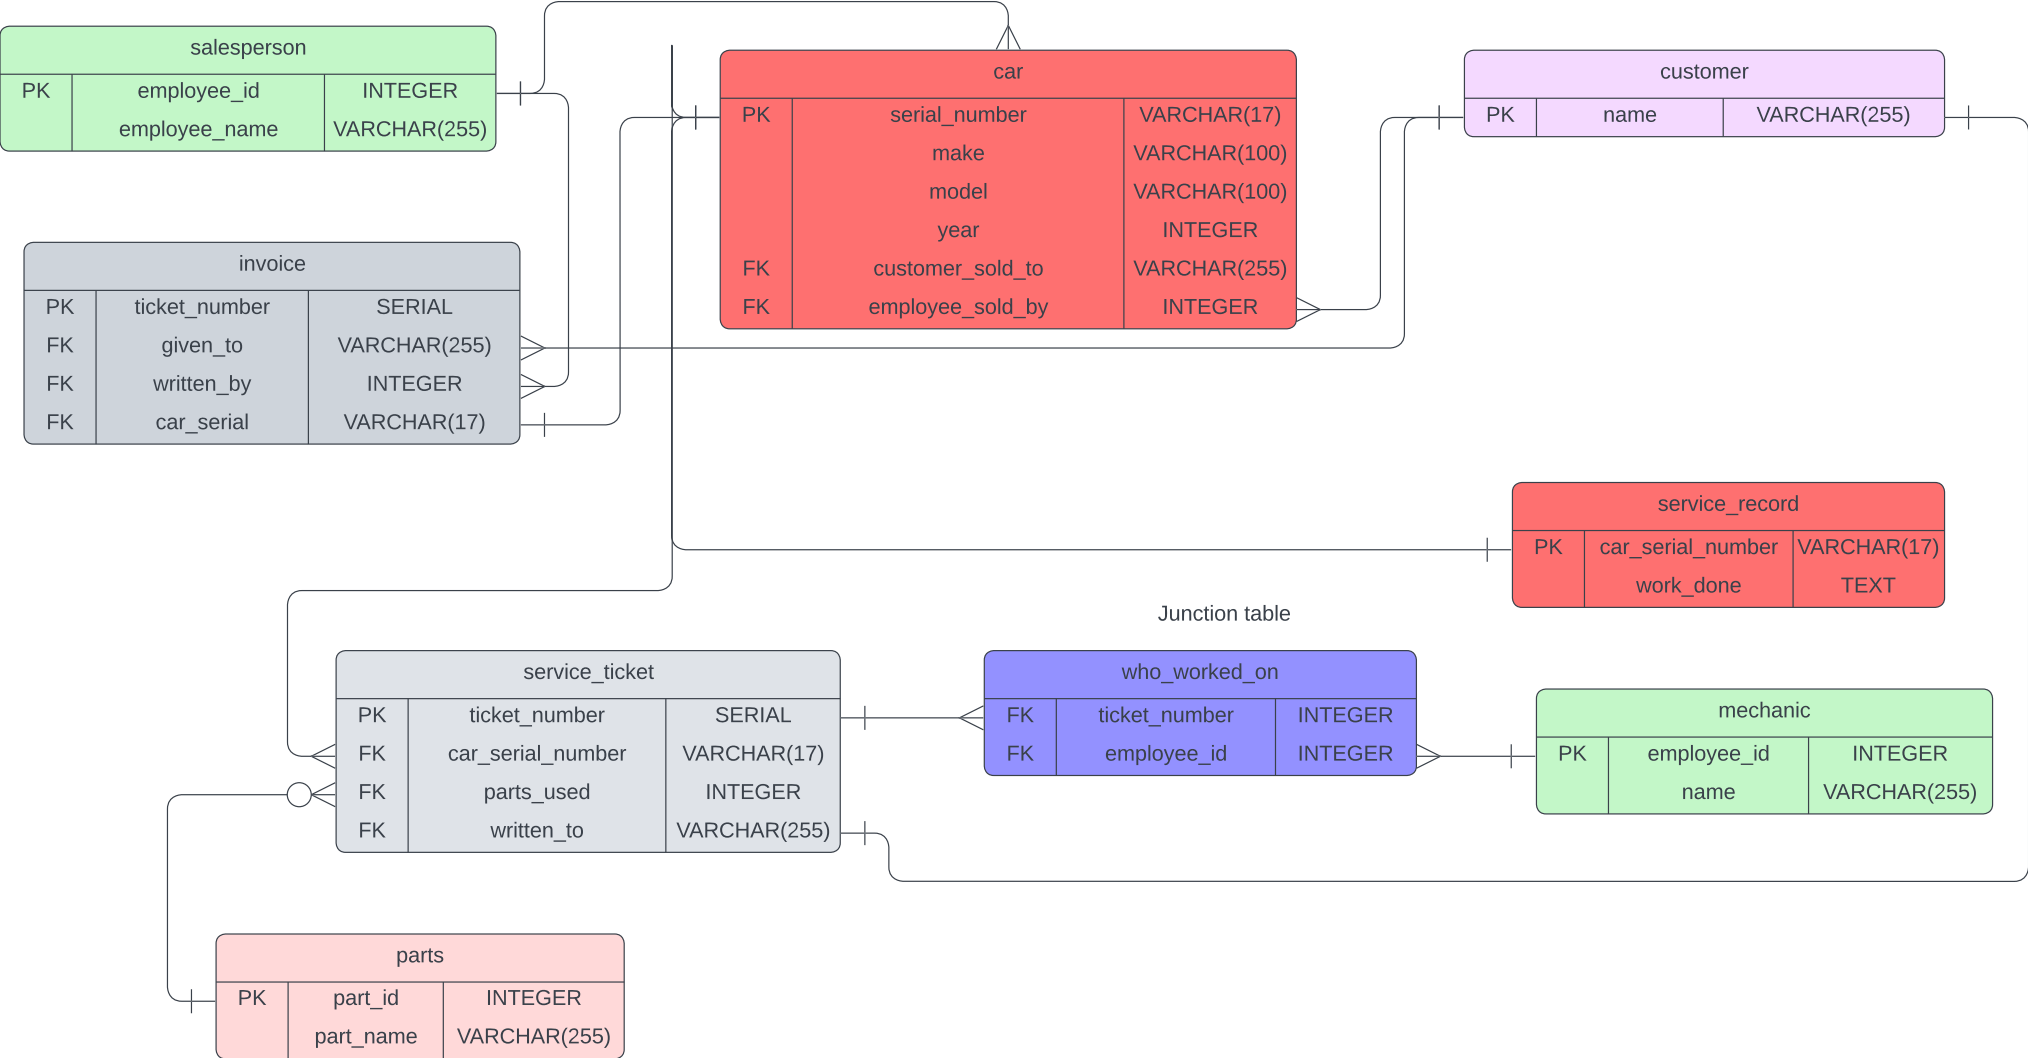 salesperson
PK employee_id INTEGER
employee_name VARCHAR(255)
car
PK serial_number VARCHAR(17)
make VARCHAR(100)
model VARCHAR(100)
year INTEGER
FK customer_sold_to VARCHAR(255)
FK employee_sold_by INTEGER
customer
PK name VARCHAR(255)
invoice
PK ticket_number SERIAL
FK given_to VARCHAR(255)
FK written_by INTEGER
FK car_serial VARCHAR(17)
service_record
PK car_serial_number VARCHAR(17)
work_done TEXT
Junction table
service_ticket
PK ticket_number SERIAL
FK car_serial_number VARCHAR(17)
FK parts_used INTEGER
FK written_to VARCHAR(255)
who_worked_on
FK ticket_number INTEGER
FK employee_id INTEGER
mechanic
PK employee_id INTEGER
name VARCHAR(255)
parts
PK part_id INTEGER
part_name VARCHAR(255)